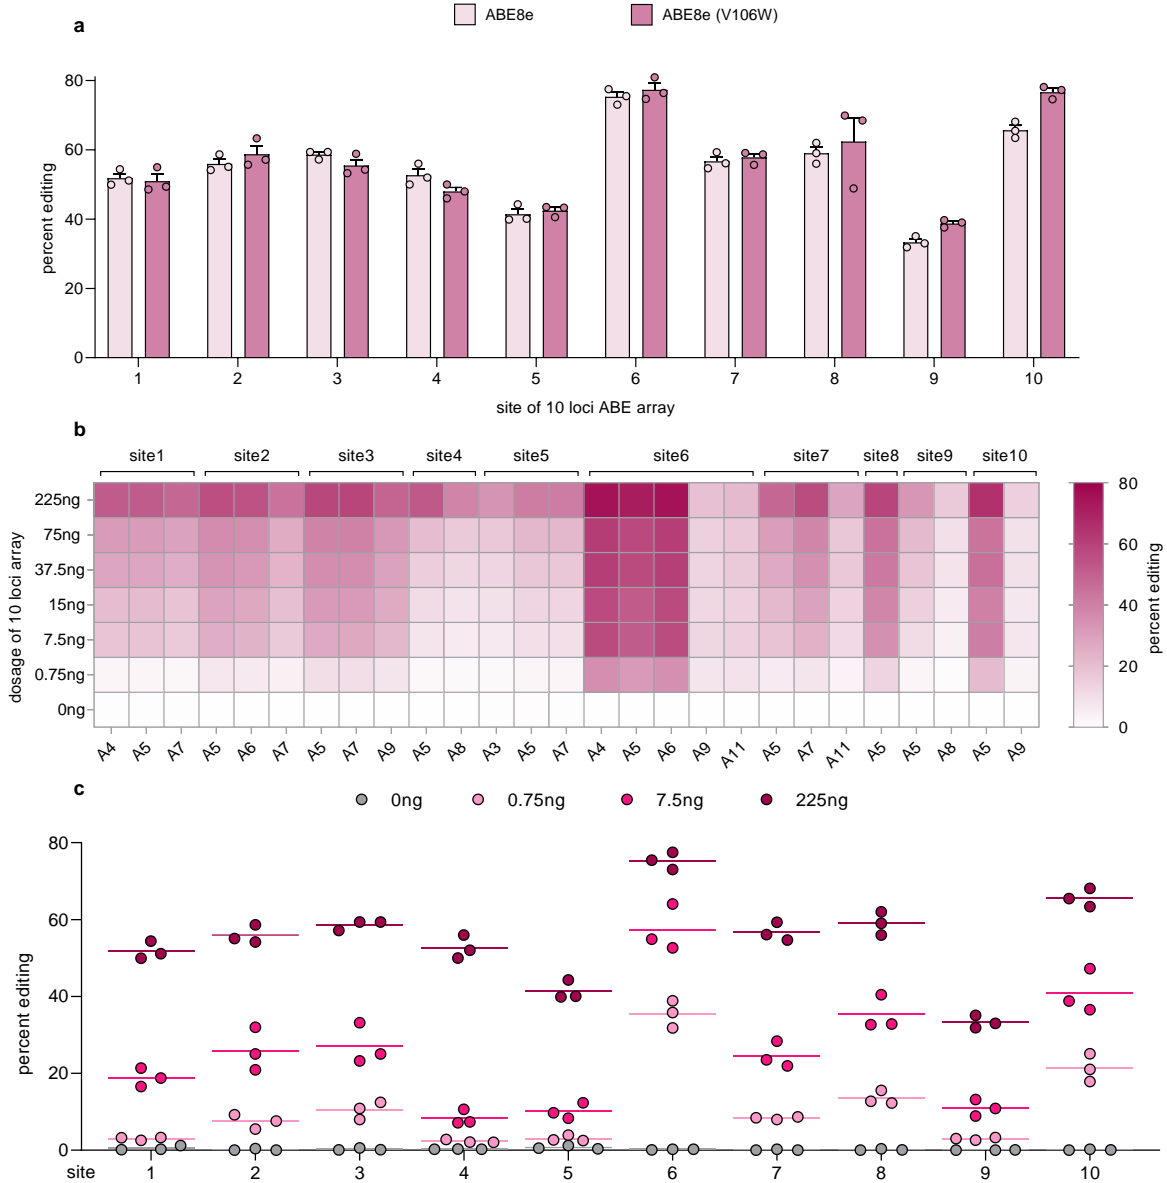 a
ABE8e ABE8e (V106W)
80
60
40
20
0
percent editing
1 2 3 4 5 6 7 8 9 10
site of 10 loci ABE array
b
site1 site2 site3 site4 site5 site6 site7 site8 site9 site10
225ng
75ng
37.5ng
15ng
7.5ng
0.75ng
0ng
dosage of 10 loci array
A4 A5 A7 A5 A6 A7 A5 A7 A9 A5 A8 A3 A5 A7 A4 A5 A6 A9 A11 A5 A7 A11 A5 A5 A8 A5 A9
80
60
40
20
0
percent editing
c
0ng 0.75ng 7.5ng 225ng
80
60
40
20
0
percent editing
site 1 2 3 4 5 6 7 8 9 10